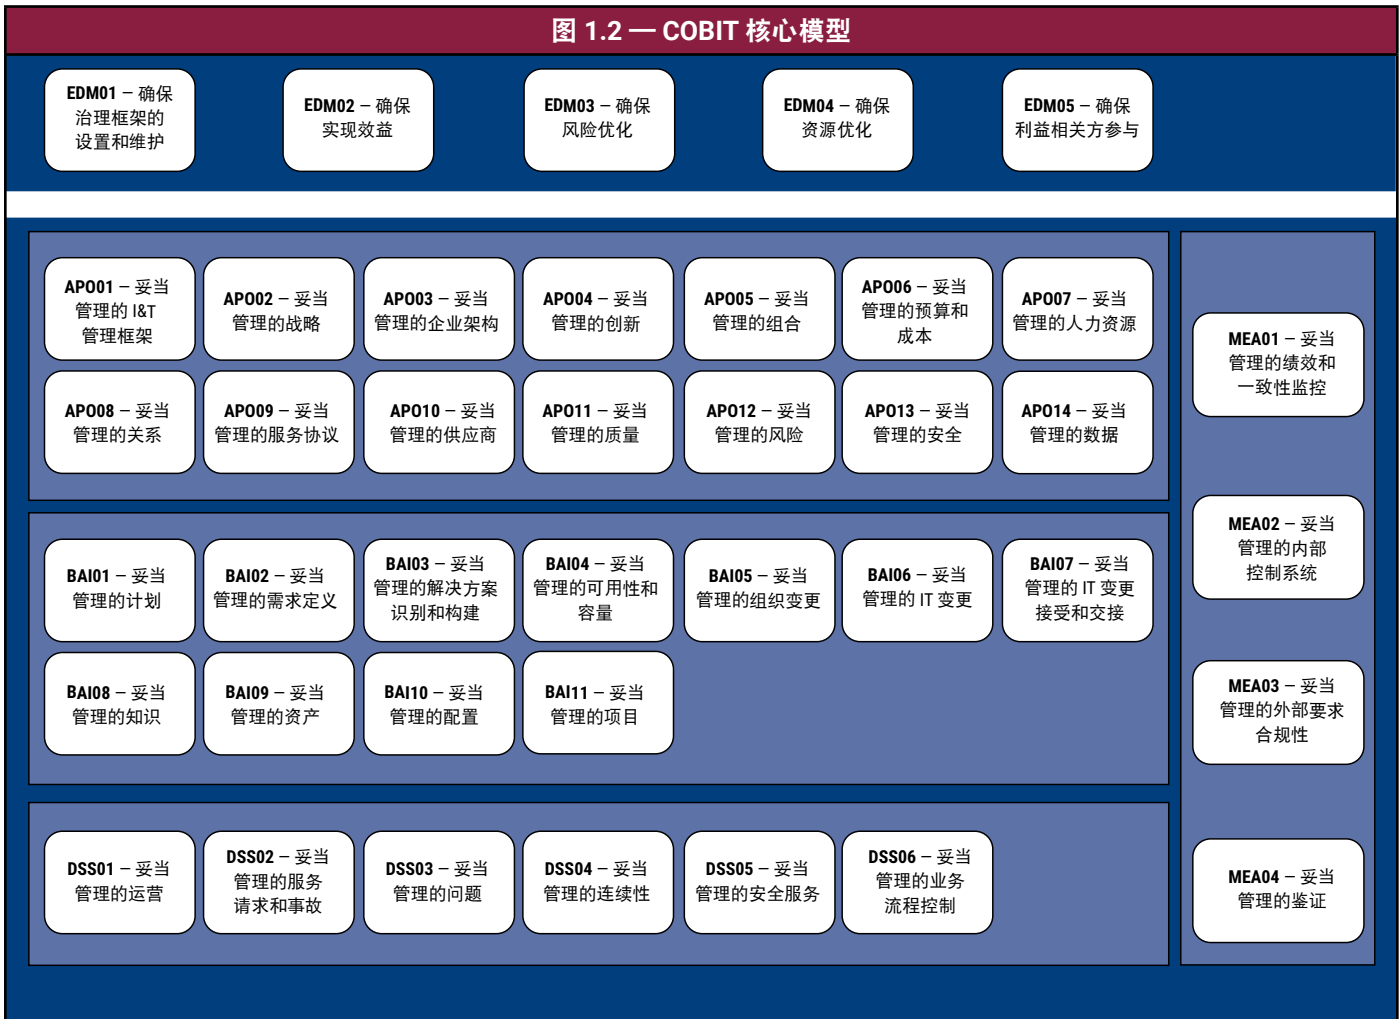 图 1.2 — COBIT 核心模型
EDM01 – 确保
治理框架的
设置和维护
EDM02 – 确保
实现效益
EDM03 – 确保
风险优化
EDM04 – 确保
资源优化
EDM05 – 确保
利益相关方参与
APO01 – 妥当
管理的 I&T
管理框架
APO02 – 妥当
管理的战略
APO03 – 妥当
管理的企业架构
APO04 – 妥当
管理的创新
APO05 – 妥当
管理的组合
APO06 – 妥当
管理的预算和
成本
APO07 – 妥当
管理的人力资源
APO08 – 妥当
管理的关系
APO09 – 妥当
管理的服务协议
APO10 – 妥当
管理的供应商
APO11 – 妥当
管理的质量
APO12 – 妥当
管理的风险
APO13 – 妥当
管理的安全
APO14 – 妥当
管理的数据
BAI01 – 妥当
管理的计划
BAI02 – 妥当
管理的需求定义
BAI03 – 妥当
管理的解决方案
识别和构建
BAI04 – 妥当
管理的可用性和
容量
BAI05 – 妥当
管理的组织变更
BAI06 – 妥当
管理的 IT 变更
BAI07 – 妥当
管理的 IT 变更
接受和交接
BAI08 – 妥当
管理的知识
BAI09 – 妥当
管理的资产
BAI10 – 妥当
管理的配置
BAI11 – 妥当
管理的项目
DSS01 – 妥当
管理的运营
DSS02 – 妥当
管理的服务
请求和事故
DSS03 – 妥当
管理的问题
DSS04 – 妥当
管理的连续性
DSS05 – 妥当
管理的安全服务
DSS06 – 妥当
管理的业务
流程控制
MEA01 – 妥当
管理的绩效和
一致性监控
MEA02 – 妥当
管理的内部
控制系统
MEA03 – 妥当
管理的外部要求
合规性
MEA04 – 妥当
管理的鉴证